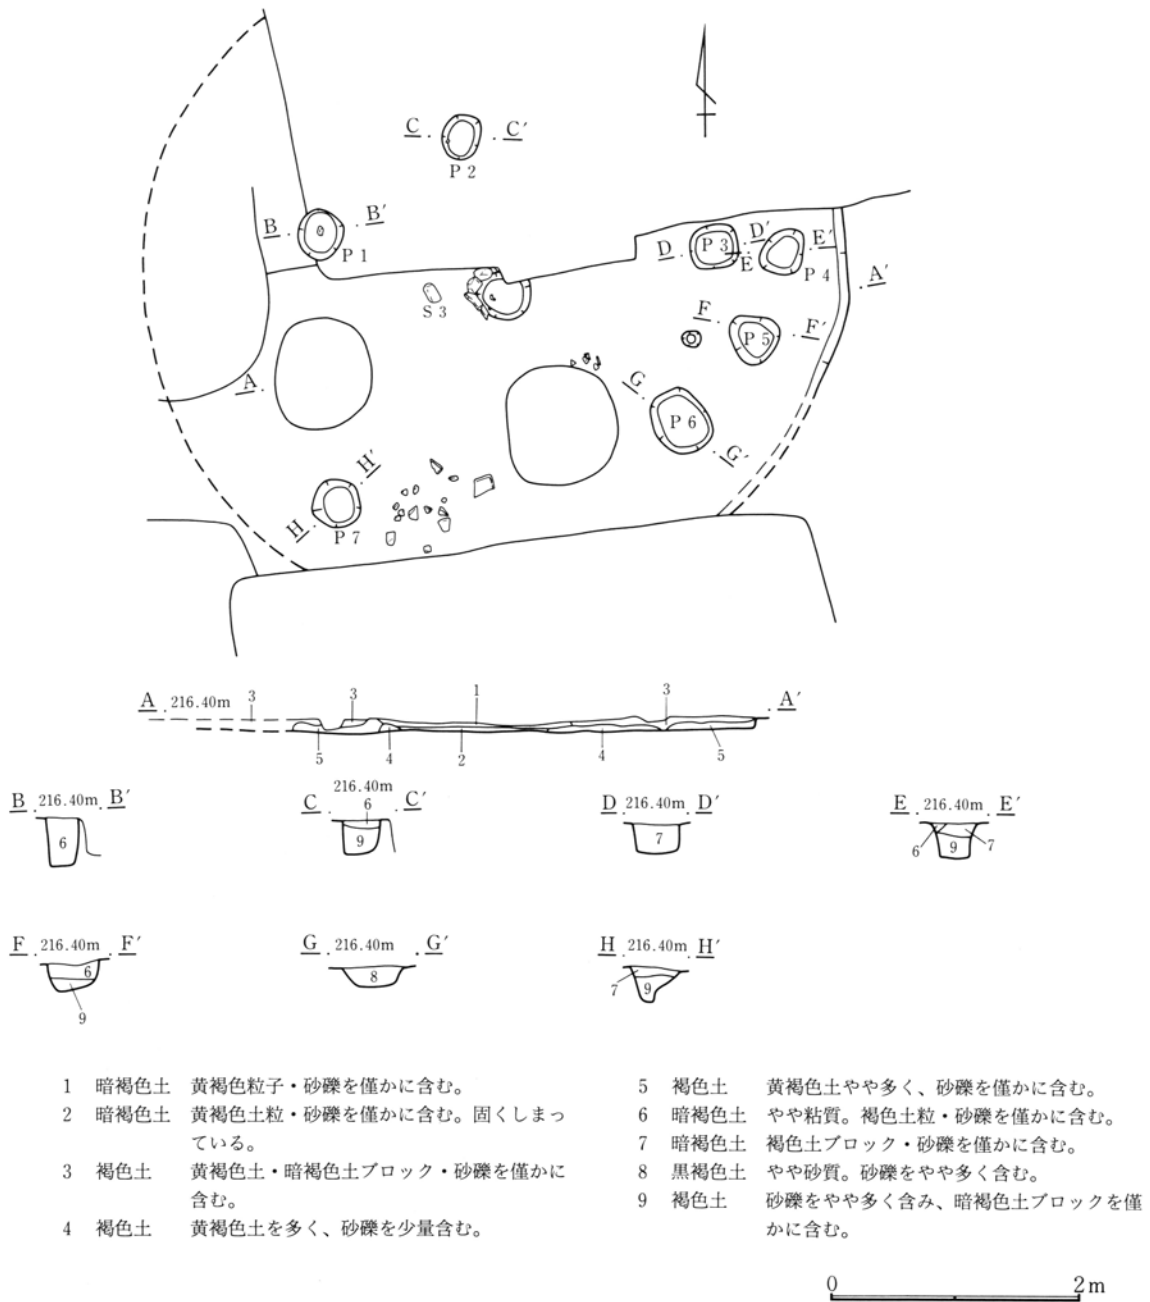 C C′
P 2
B B′
P 1
D P 3 D′
E E′
P 4
A′
S 3
F F′
P 5
A
G
P 6
G′
H′
H
P 7
A 216.40m 3 3 1 3 A′
5 4 2 4 5
B 216.40m B′
6
C 216.40m C′
6
9
D 216.40m D′
7
E 216.40m E′
6 9 7
F 216.40m F′
6
9
G 216.40m G′
8
H 216.40m H′
7 9
1 暗褐色土 黄褐色粒子・砂礫を僅かに含む。
2 暗褐色土 黄褐色土粒・砂礫を僅かに含む。固くしまっ
ている。
3 褐色土 黄褐色土・暗褐色土ブロック・砂礫を僅かに
含む。
4 褐色土 黄褐色土を多く、砂礫を少量含む。
5 褐色土 黄褐色土やや多く、砂礫を僅かに含む。
6 暗褐色土 やや粘質。褐色土粒・砂礫を僅かに含む。
7 暗褐色土 褐色土ブロック・砂礫を僅かに含む。
8 黒褐色土 やや砂質。砂礫をやや多く含む。
9 褐色土 砂礫をやや多く含み、暗褐色土ブロックを僅
かに含む。
0 2m